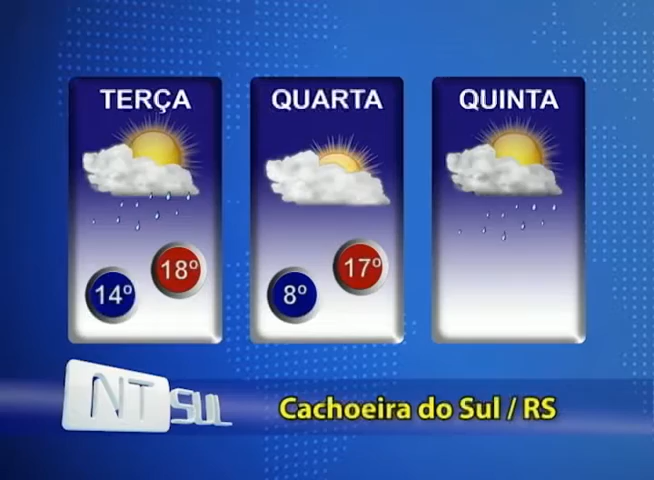 TERÇA
QUARTA
QUINTA
18º
14º
17º
8º
NT SUL
Cachoeira do Sul / RS